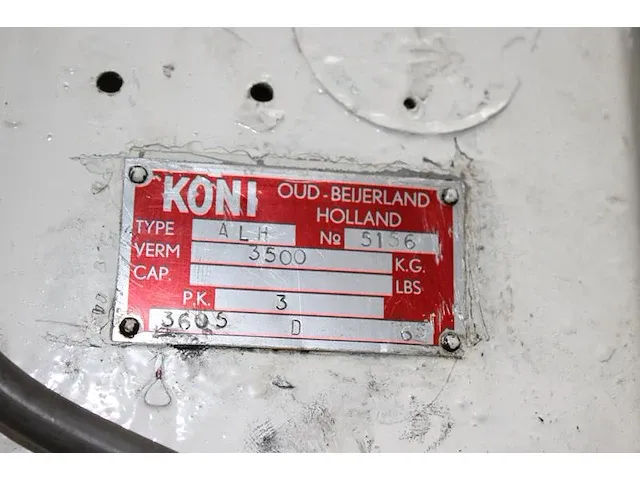 KONI OUD-BEIJERLAND
HOLLAND
TYPE ALH № 5156
VERM 3500 K.G.
CAP. LBS
P.K. 3
3605 D